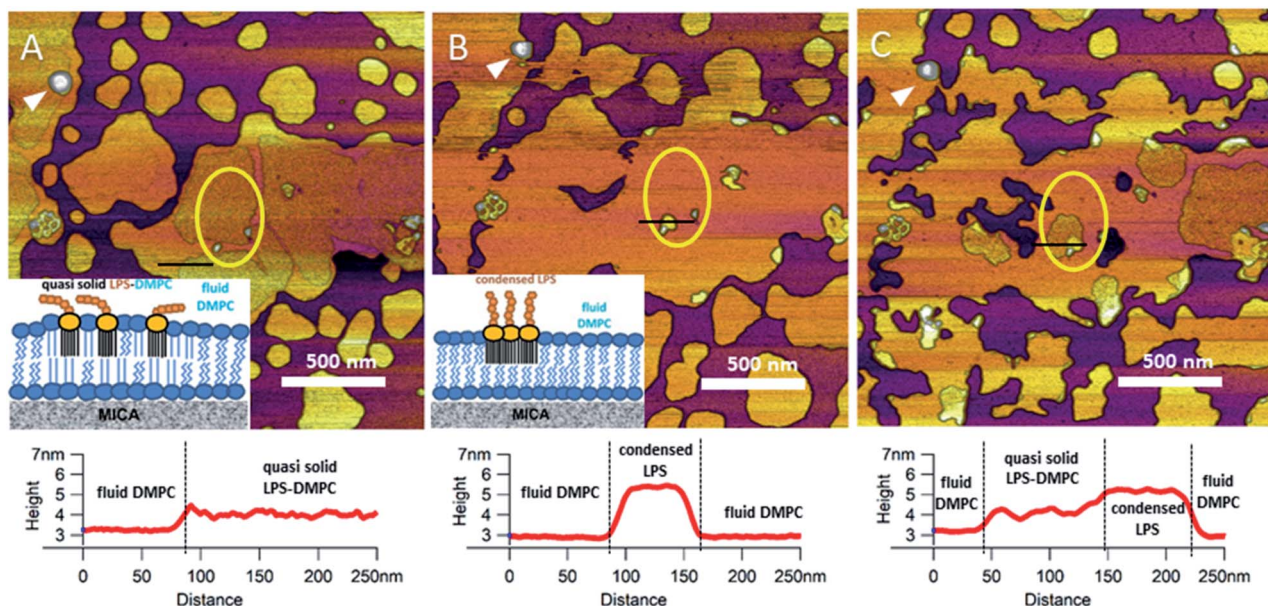 A
quasi solid LPS-DMPC
fluid
DMPC
MICA
500 nm
B
condensed LPS
fluid
DMPC
MICA
500 nm
C
500 nm
7nm
6
5
4
3
Height
fluid DMPC
quasi solid
LPS-DMPC
0 50 100 150 200 250nm
Distance
7nm
6
5
4
3
Height
fluid DMPC
condensed
LPS
fluid DMPC
0 50 100 150 200 250nm
Distance
7nm
6
5
4
3
Height
fluid
DMPC
quasi solid
LPS-DMPC
condensed
LPS
fluid
DMPC
0 50 100 150 200 250nm
Distance